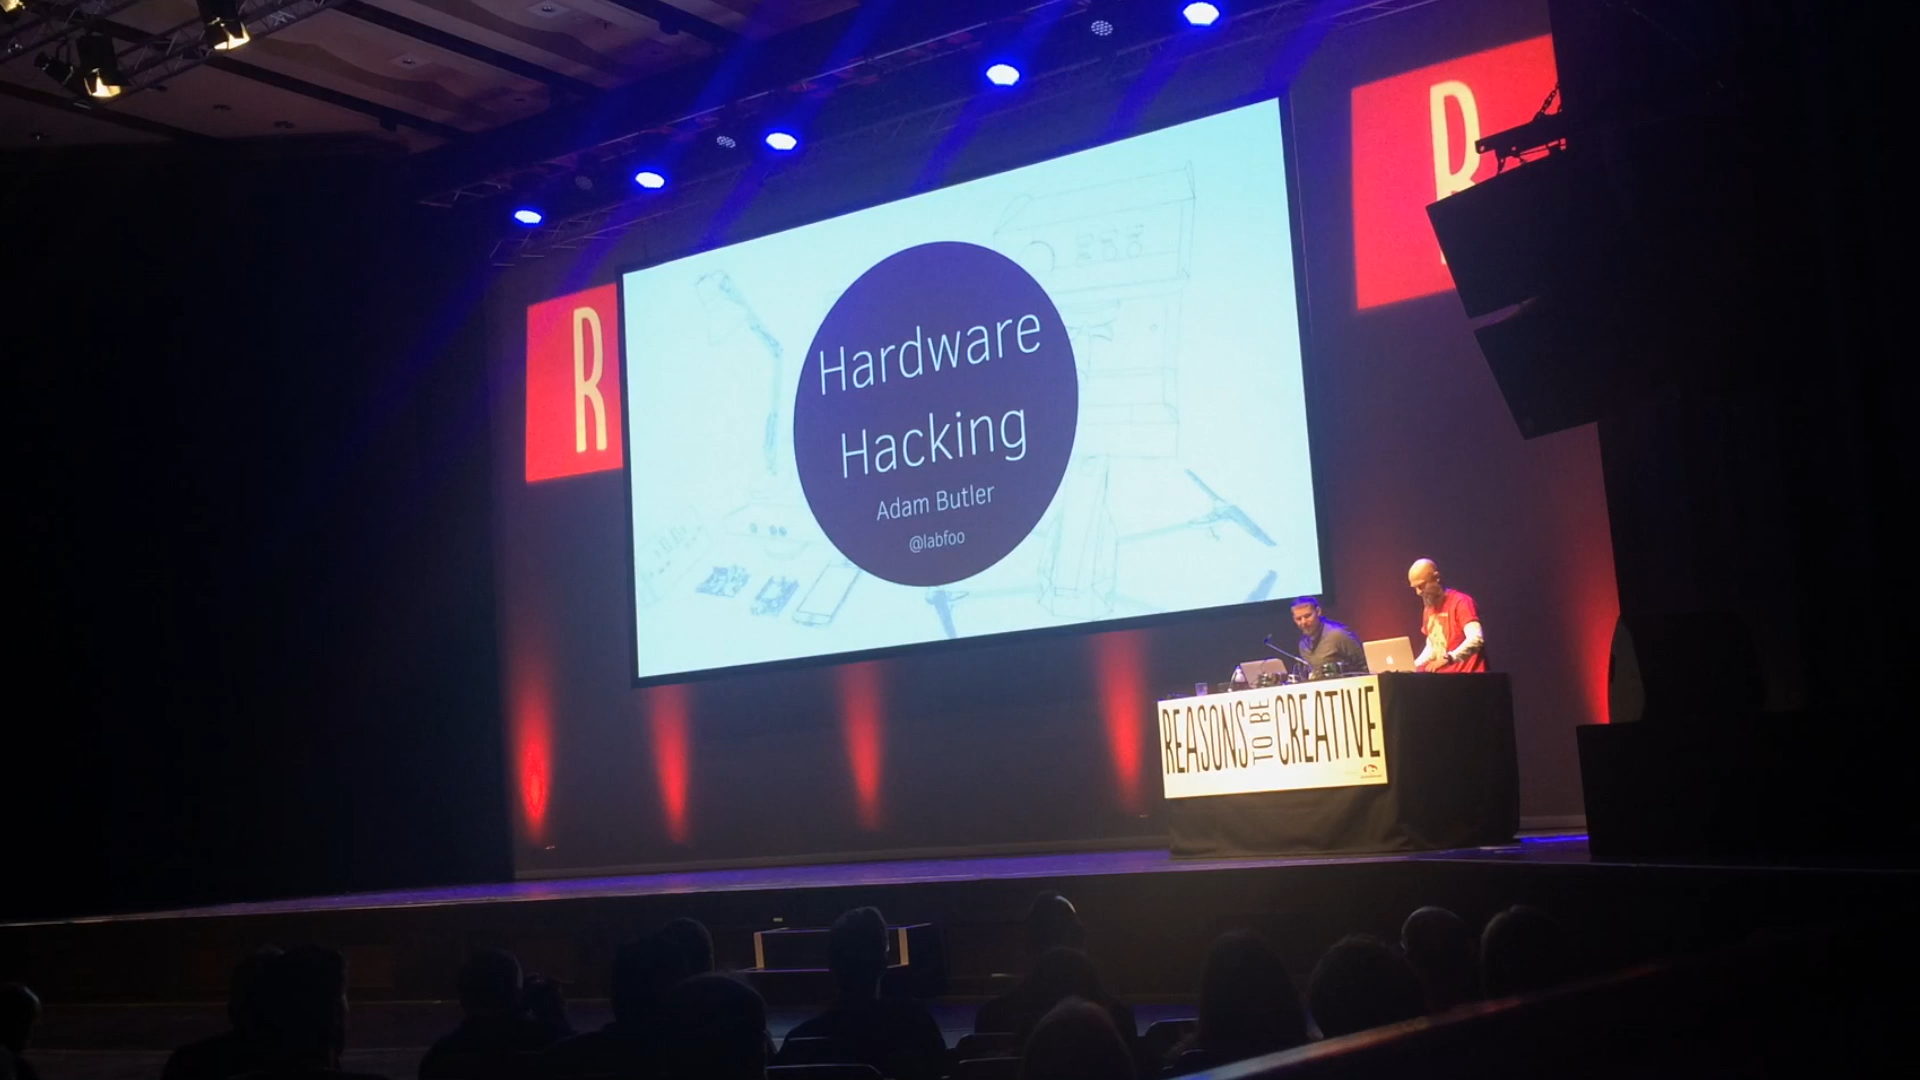 R
R
Hardware
Hacking
Adam Butler
@labfoo
REASONS TO BE CREATIVE